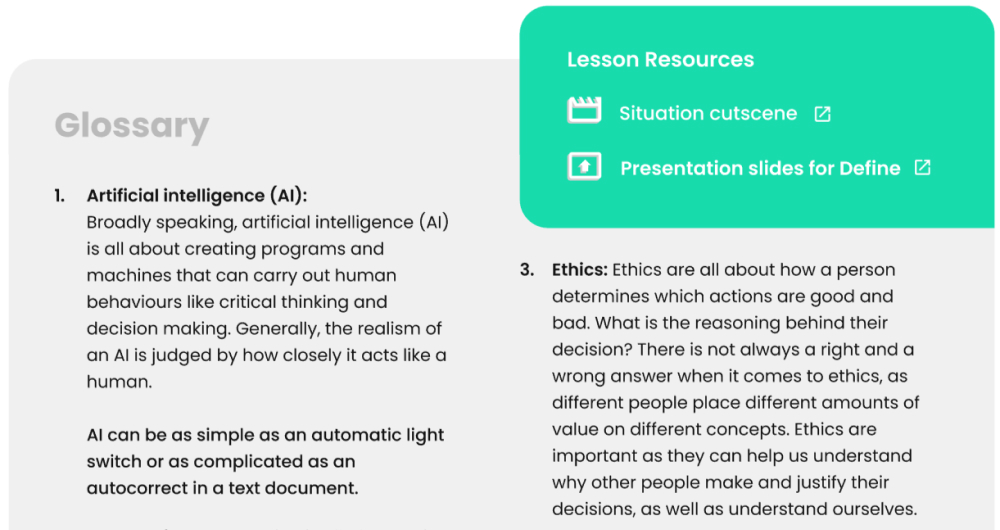 Lesson Resources
Situation cutscene
Presentation slides for Define
Glossary
1. Artificial intelligence (AI):
Broadly speaking, artificial intelligence (AI)
is all about creating programs and
machines that can carry out human
behaviours like critical thinking and
decision making. Generally, the realism of
an AI is judged by how closely it acts like a
human.
AI can be as simple as an automatic light
switch or as complicated as an
autocorrect in a text document.
3. Ethics: Ethics are all about how a person
determines which actions are good and
bad. What is the reasoning behind their
decision? There is not always a right and a
wrong answer when it comes to ethics, as
different people place different amounts of
value on different concepts. Ethics are
important as they can help us understand
why other people make and justify their
decisions, as well as understand ourselves.